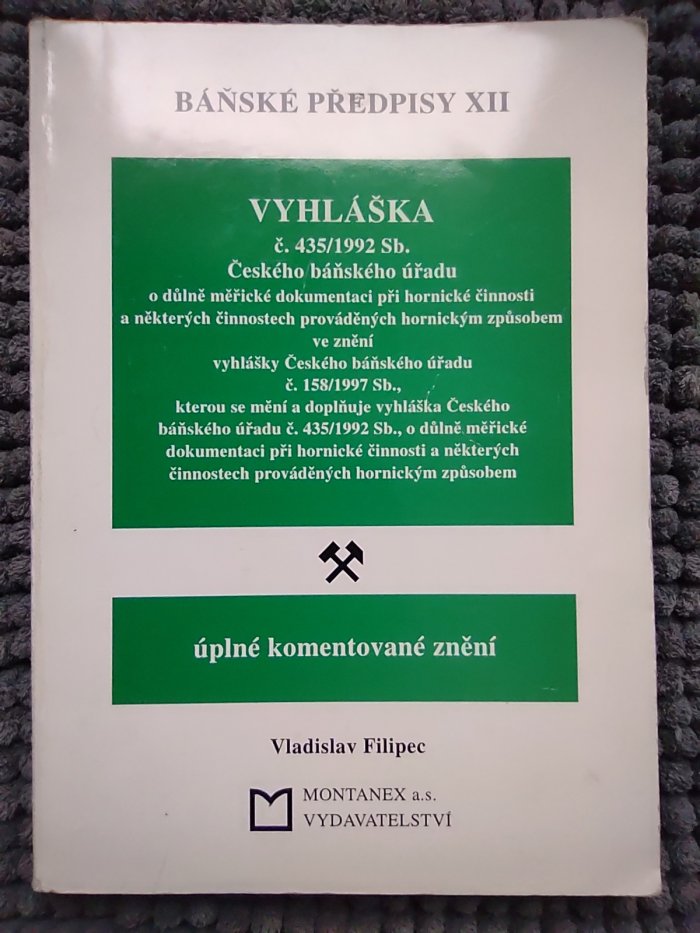 BÁŇSKÉ PŘEDPISY XII
VYHLÁŠKA
č. 435/1992 Sb.
Českého báňského úřadu
o důlně měřické dokumentaci při hornické činnosti
a některých činnostech prováděných hornickým způsobem
ve znění
vyhlášky Českého báňského úřadu
č. 158/1997 Sb.,
kterou se mění a doplňuje vyhláška Českého
báňského úřadu č. 435/1992 Sb., o důlně měřické
dokumentaci při hornické činnosti a některých
činnostech prováděných hornickým způsobem
úplné komentované znění
Vladislav Filipec
MONTANEX a.s.
VYDAVATELSTVÍ